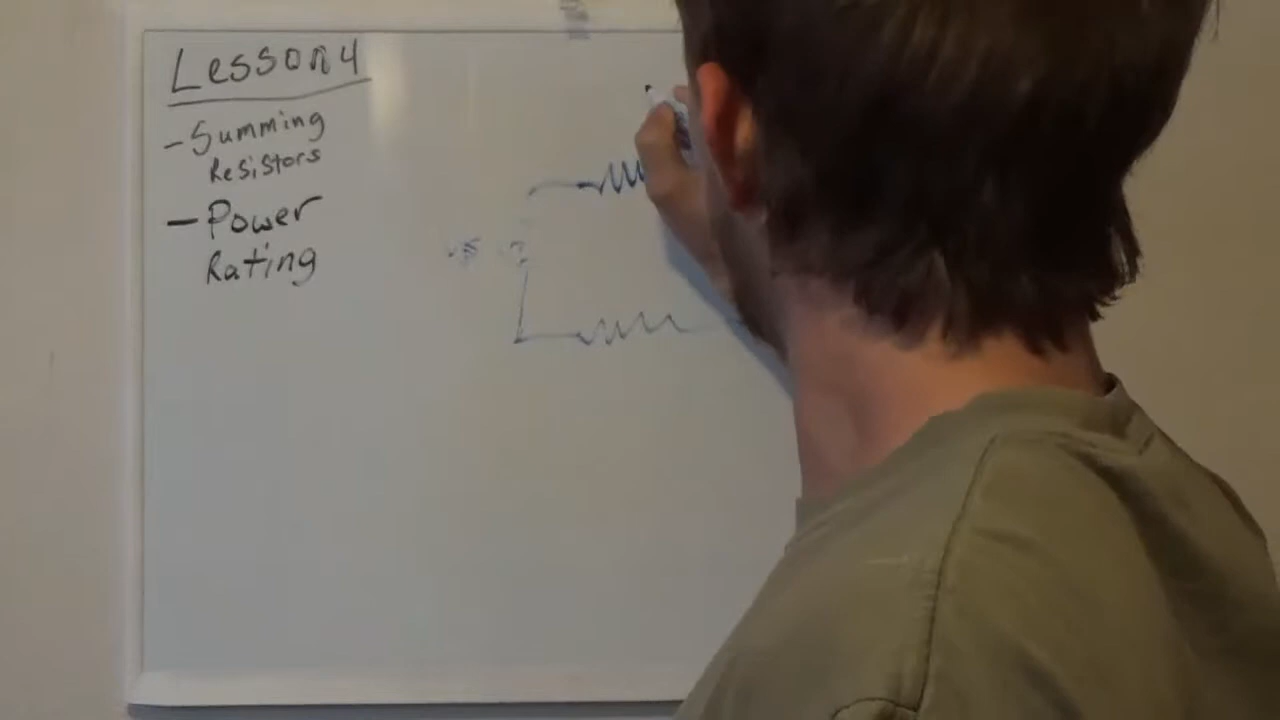 Lesson 4
- Summing
Resistors
- Power
Rating